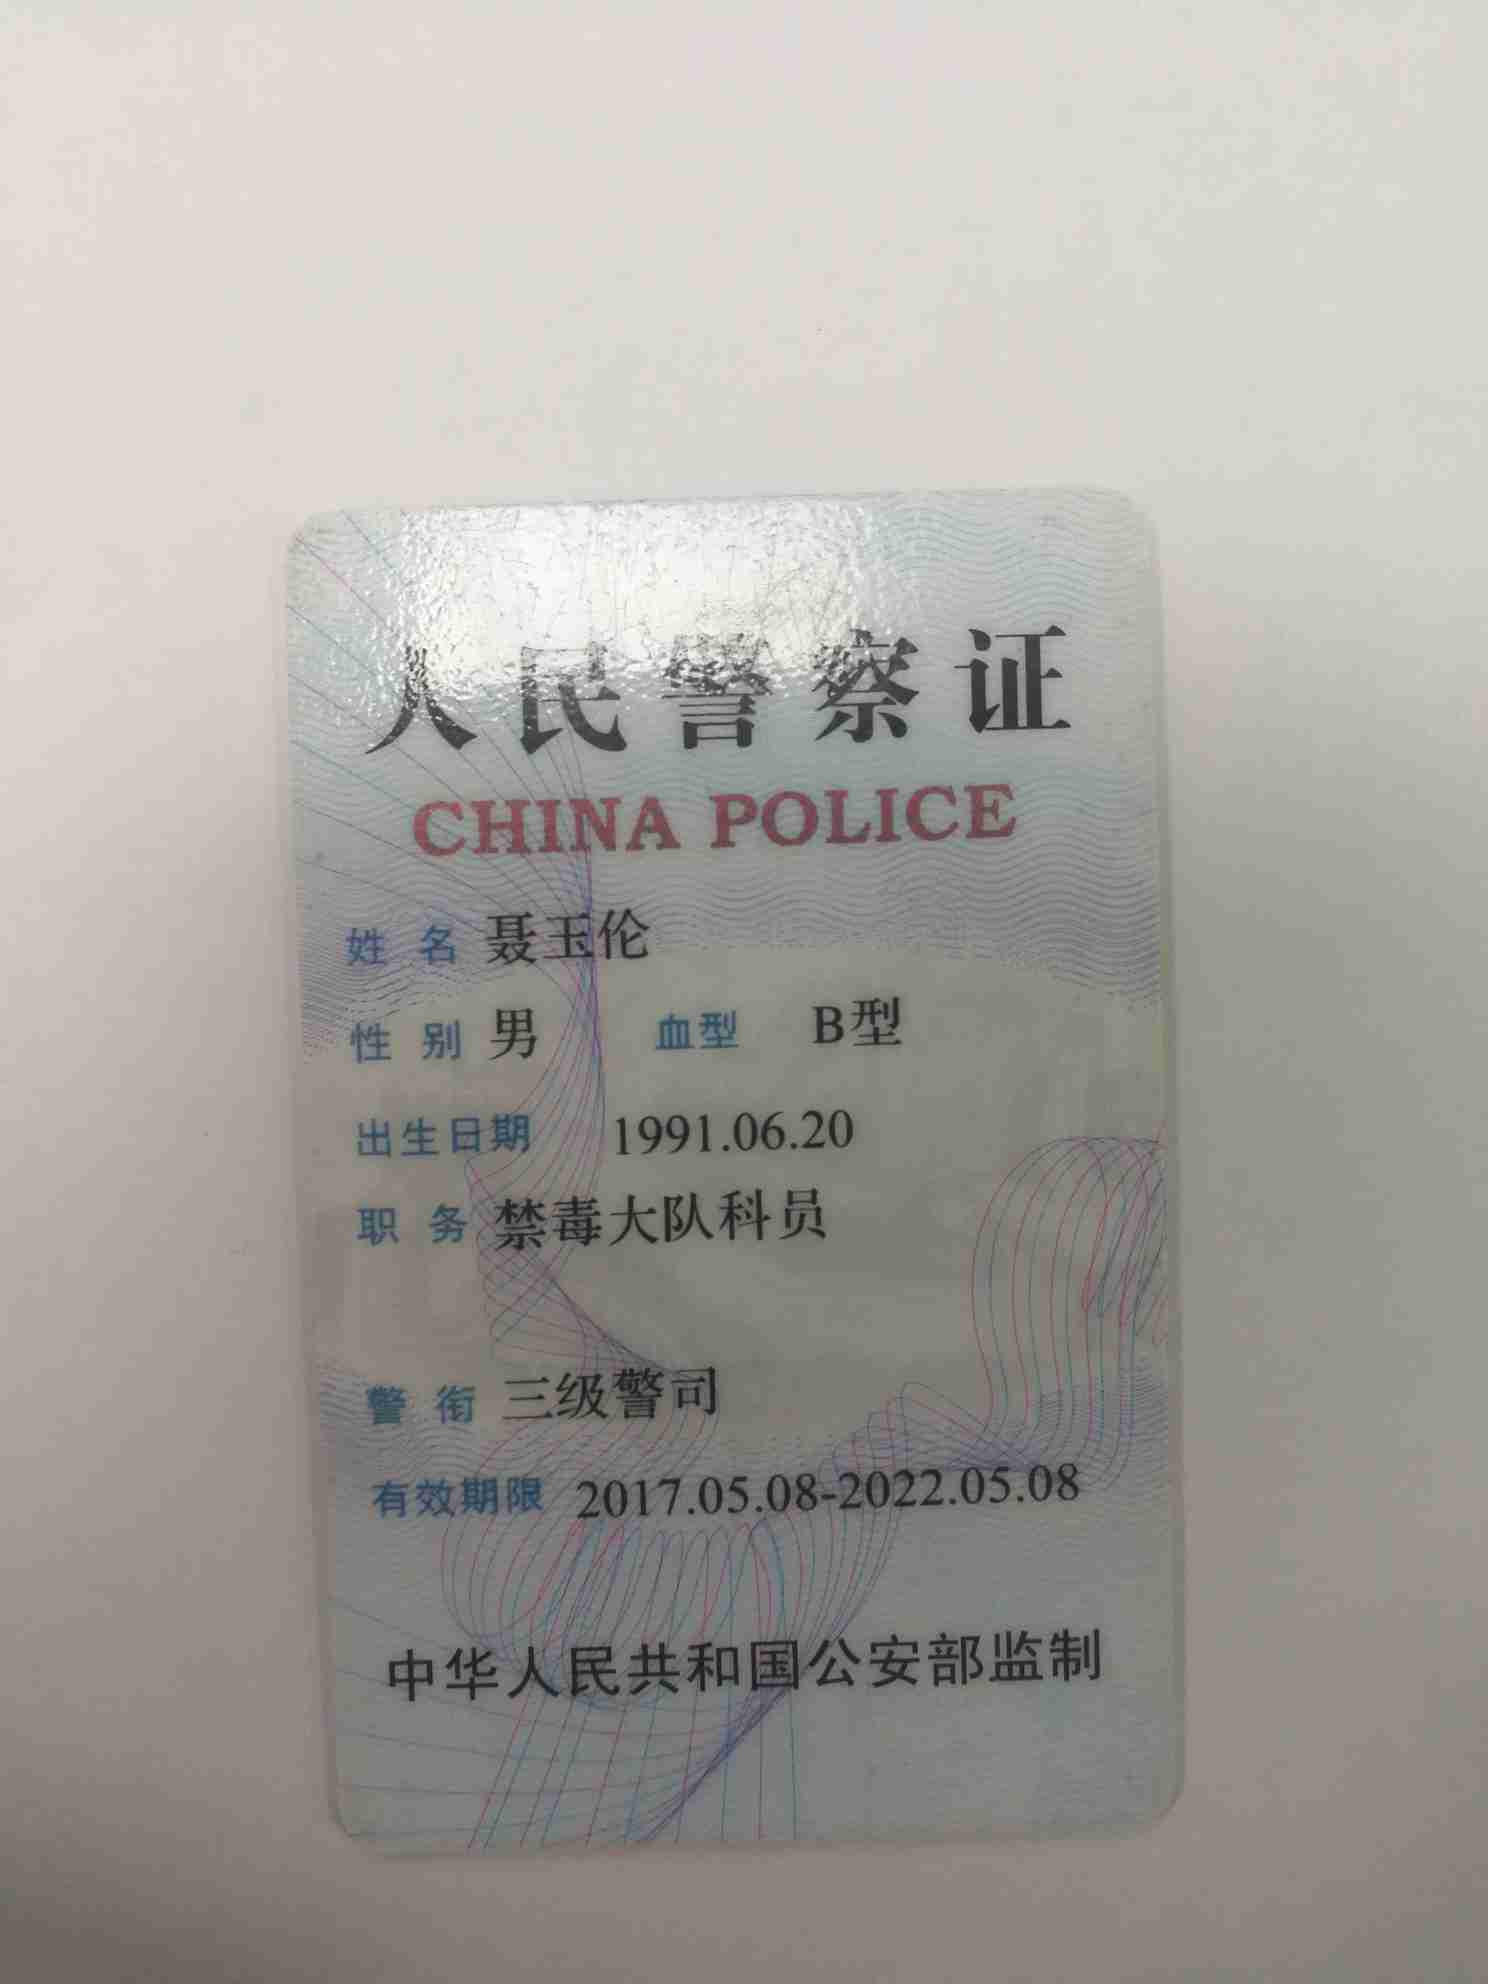 人民警察证
CHINA POLICE
姓 名 聂玉伦
性 别 男 血型 B型
出生日期 1991.06.20
职 务 禁毒大队科员
警 衔 三级警司
有效期限 2017.05.08-2022.05.08
中华人民共和国公安部监制